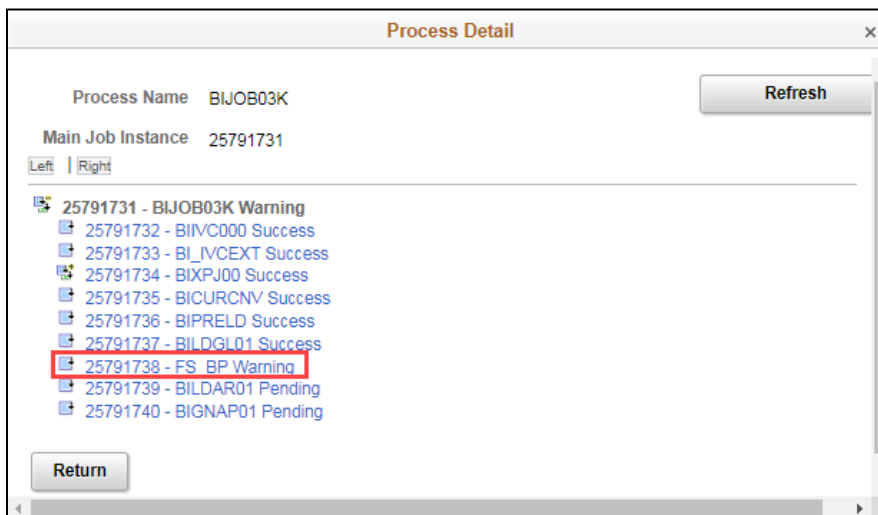 Process Detail
×
Process Name BIJOB03K
Refresh
Main Job Instance 25791731
Left | Right
25791731 - BIJOB03K Warning
25791732 - BIIVC000 Success
25791733 - BI_IVCEXT Success
25791734 - BIXPJ00 Success
25791735 - BICURCNV Success
25791736 - BIPRELD Success
25791737 - BILDGL01 Success
25791738 - FS_BP Warning
25791739 - BILDAR01 Pending
25791740 - BIGNAP01 Pending
Return